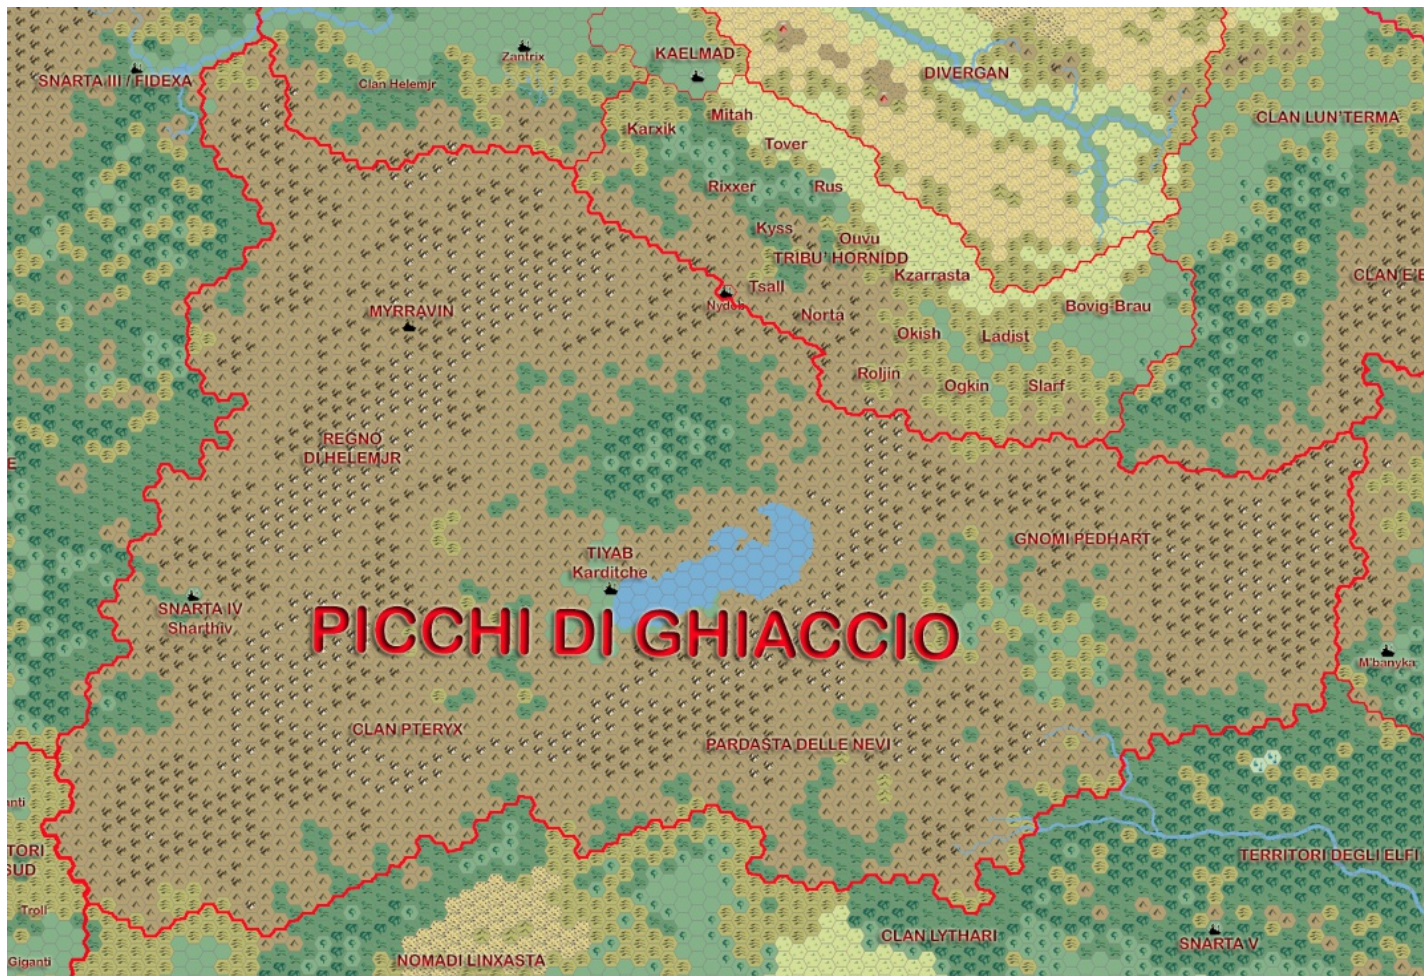 KAELMAD
Zantrix
SNARTA III / FIDEXA
Clan Helemjr
DIVERGAN
Mitah
CLAN LUN'TERMA
Karxik
Tover
Rixxer
Rus
Kyss
Ouvu
TRIBU' HORNIDD
Kzarrasta
Tsall
Nydeb
Norta
Bovig-Brau
MYRRAVIN
Okish
Ladist
Roljin
Ogkin
Slarf
REGNO
DI HELEMJR
GNOMI PEDHART
TIYAB
Karditche
SNARTA IV
Sharthiv
PICCHI DI GHIACCIO
M'banyka
CLAN PTERYX
PARDASTA DELLE NEVI
TORI
SUD
TERRITORI DEGLI ELFI
Troll
CLAN LYTHARI
SNARTA V
Giganti
NOMADI LINXASTA